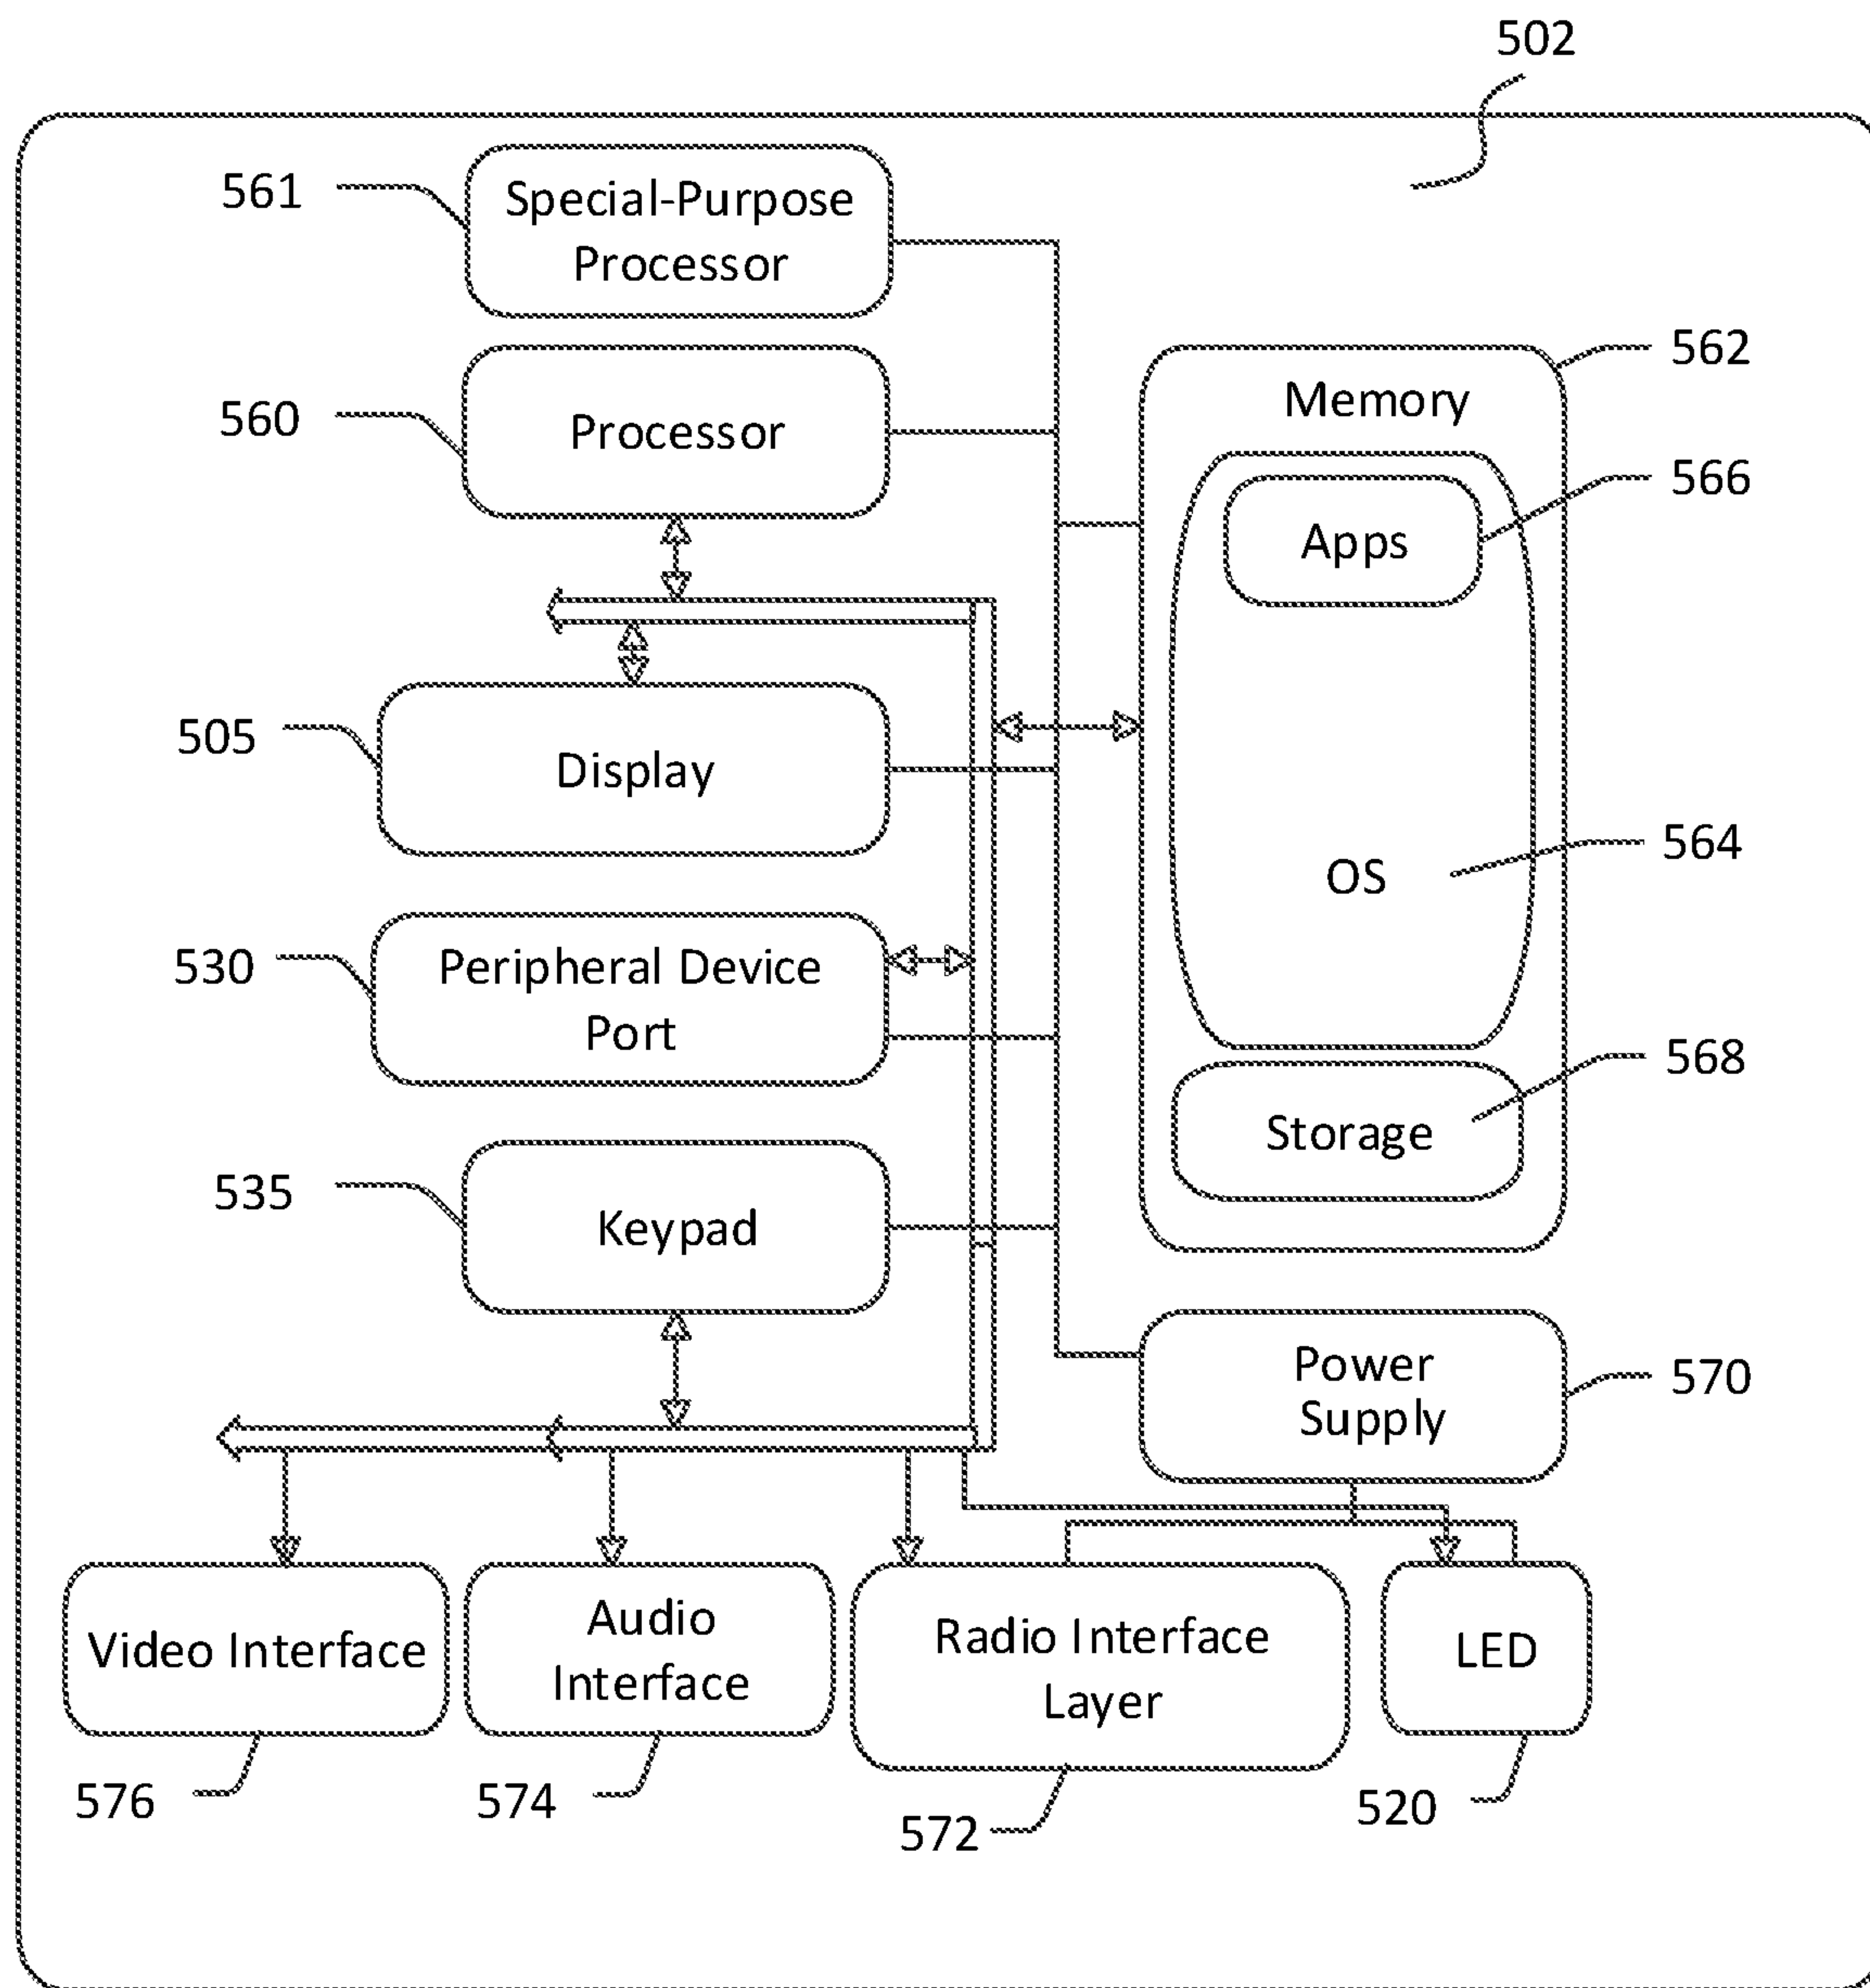 502
561
Special-Purpose
Processor
562
Memory
560
Processor
566
Apps
505
Display
564
OS
530
Peripheral Device
Port
568
Storage
535
Keypad
Power
Supply
570
Video Interface
Audio
Interface
Radio Interface
Layer
LED
576
574
572
520